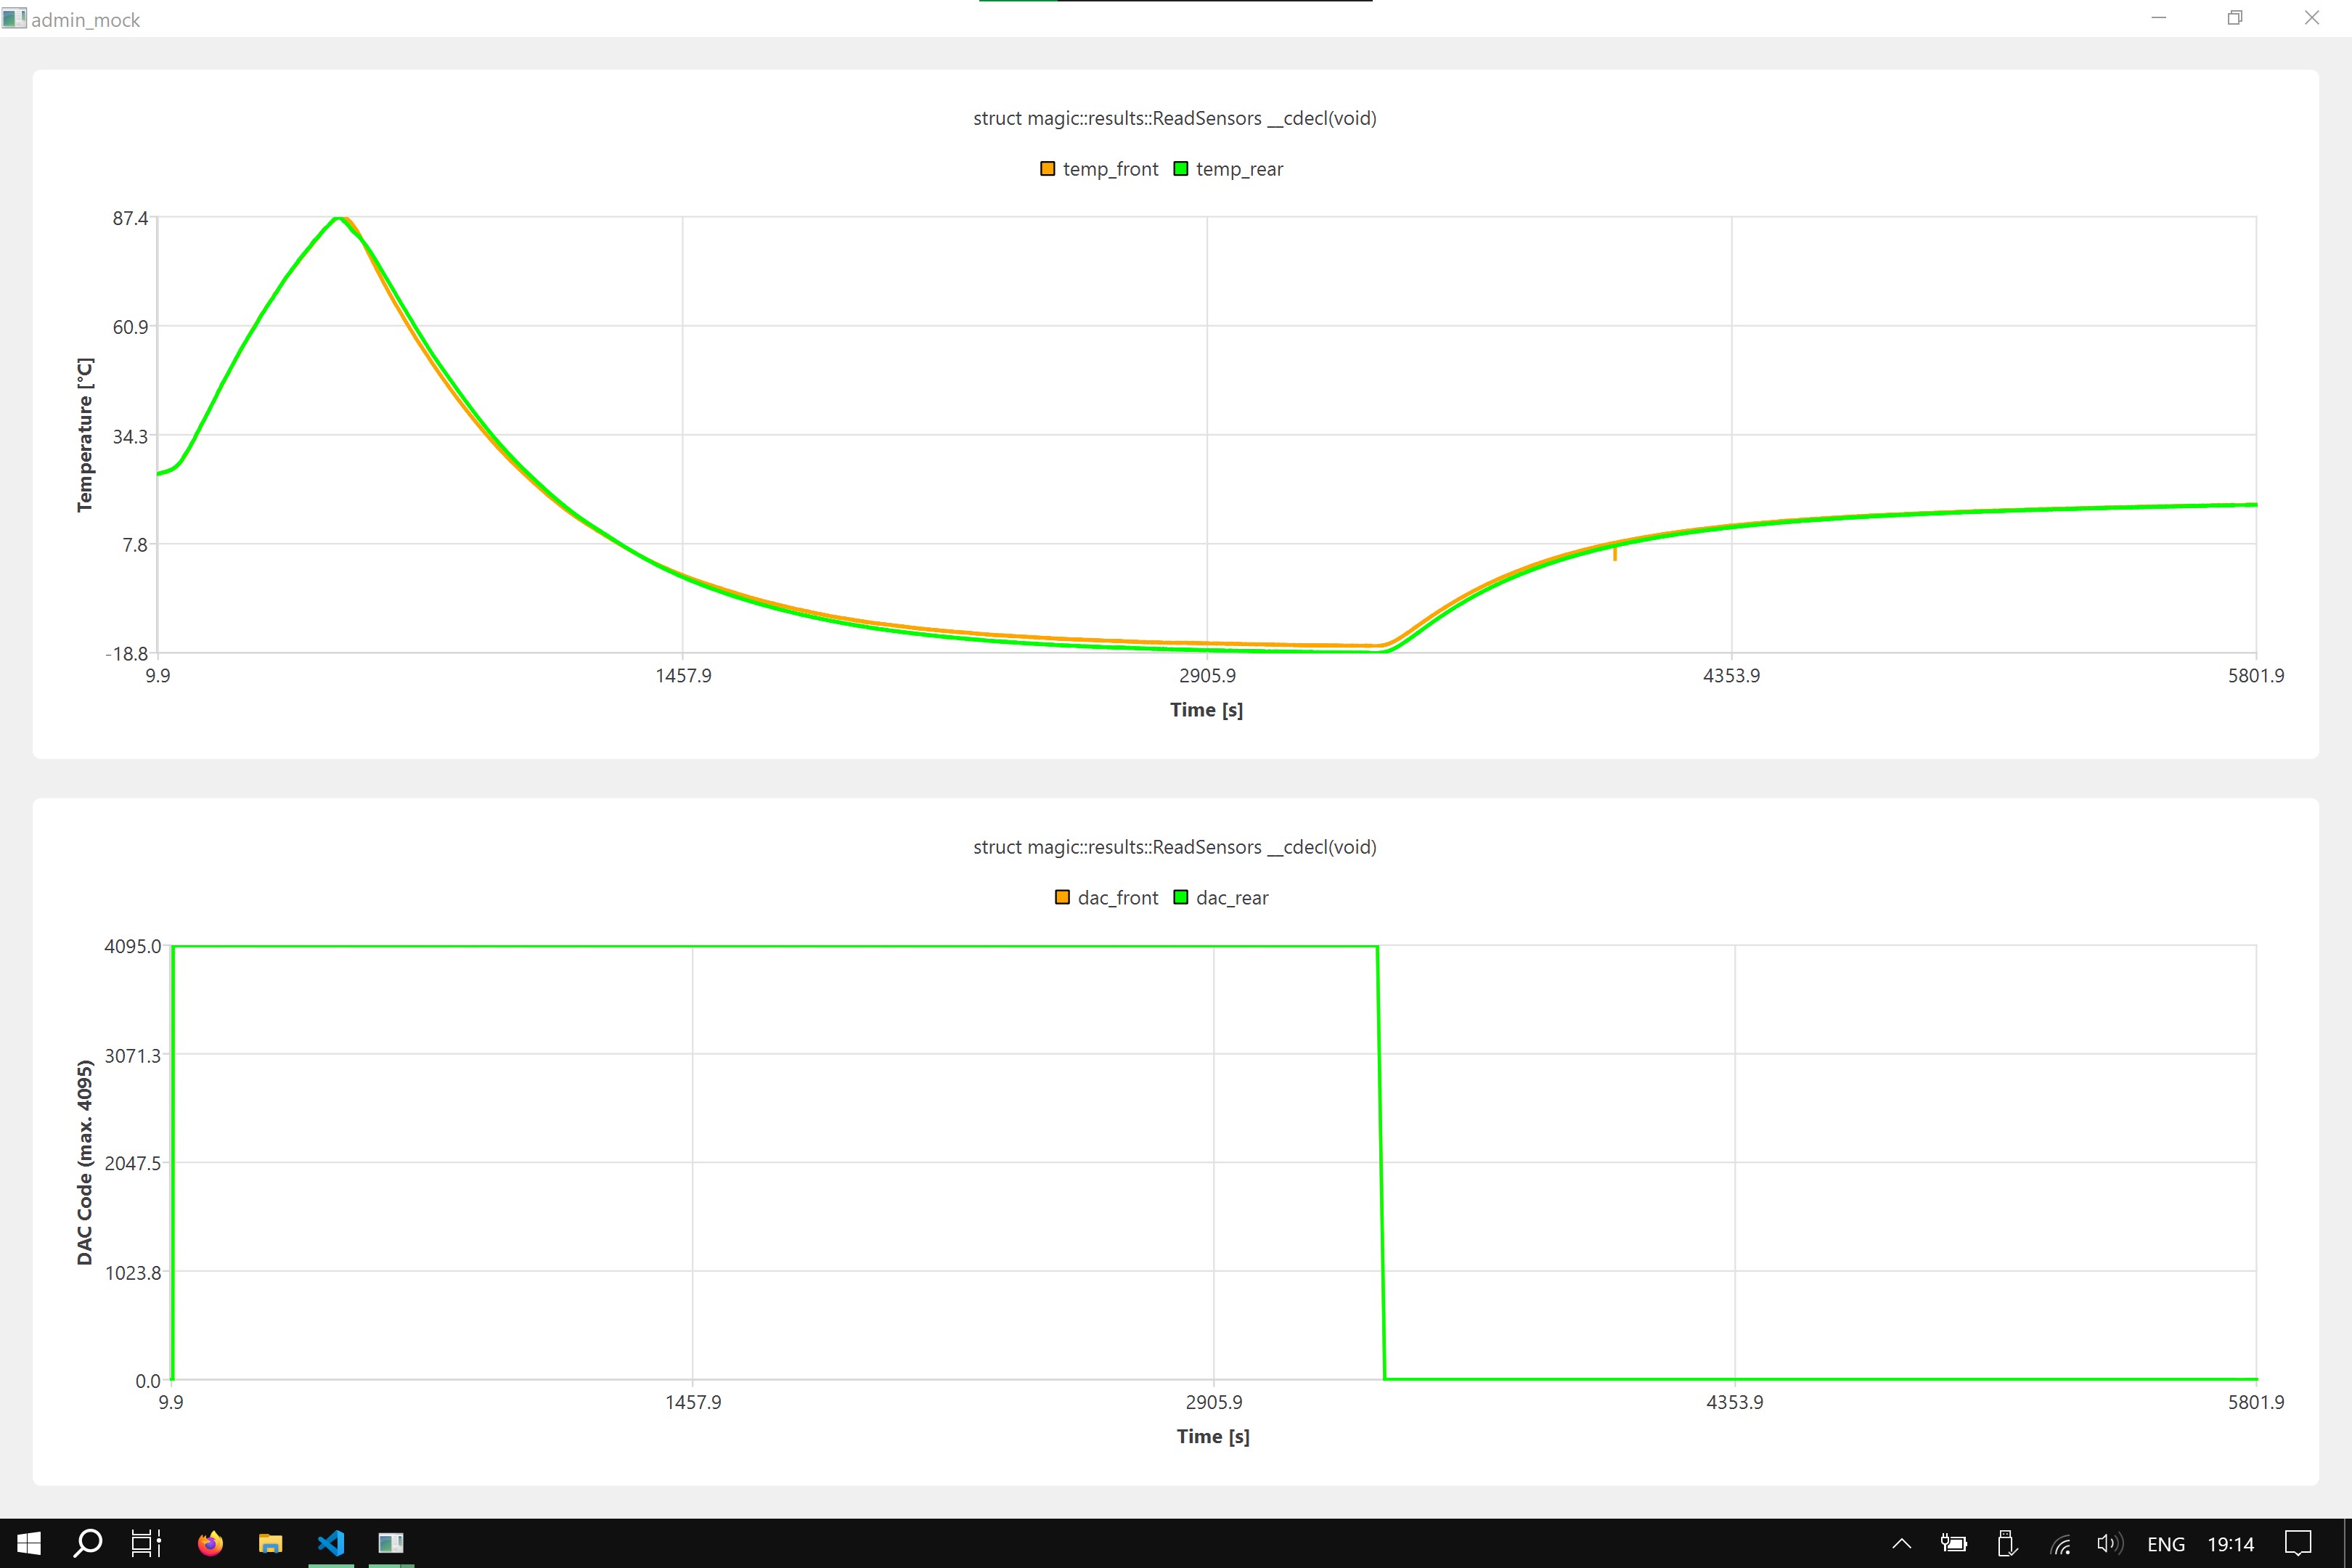 admin_mock
struct magic::results::ReadSensors __cdecl(void)
temp_front temp_rear
87.4
60.9
34.3
7.8
-18.8
Temperature [°C]
9.9 1457.9 2905.9 4353.9 5801.9
Time [s]
struct magic::results::ReadSensors __cdecl(void)
dac_front dac_rear
4095.0
3071.3
2047.5
1023.8
0.0
DAC Code (max. 4095)
9.9 1457.9 2905.9 4353.9 5801.9
Time [s]
ENG 19:14